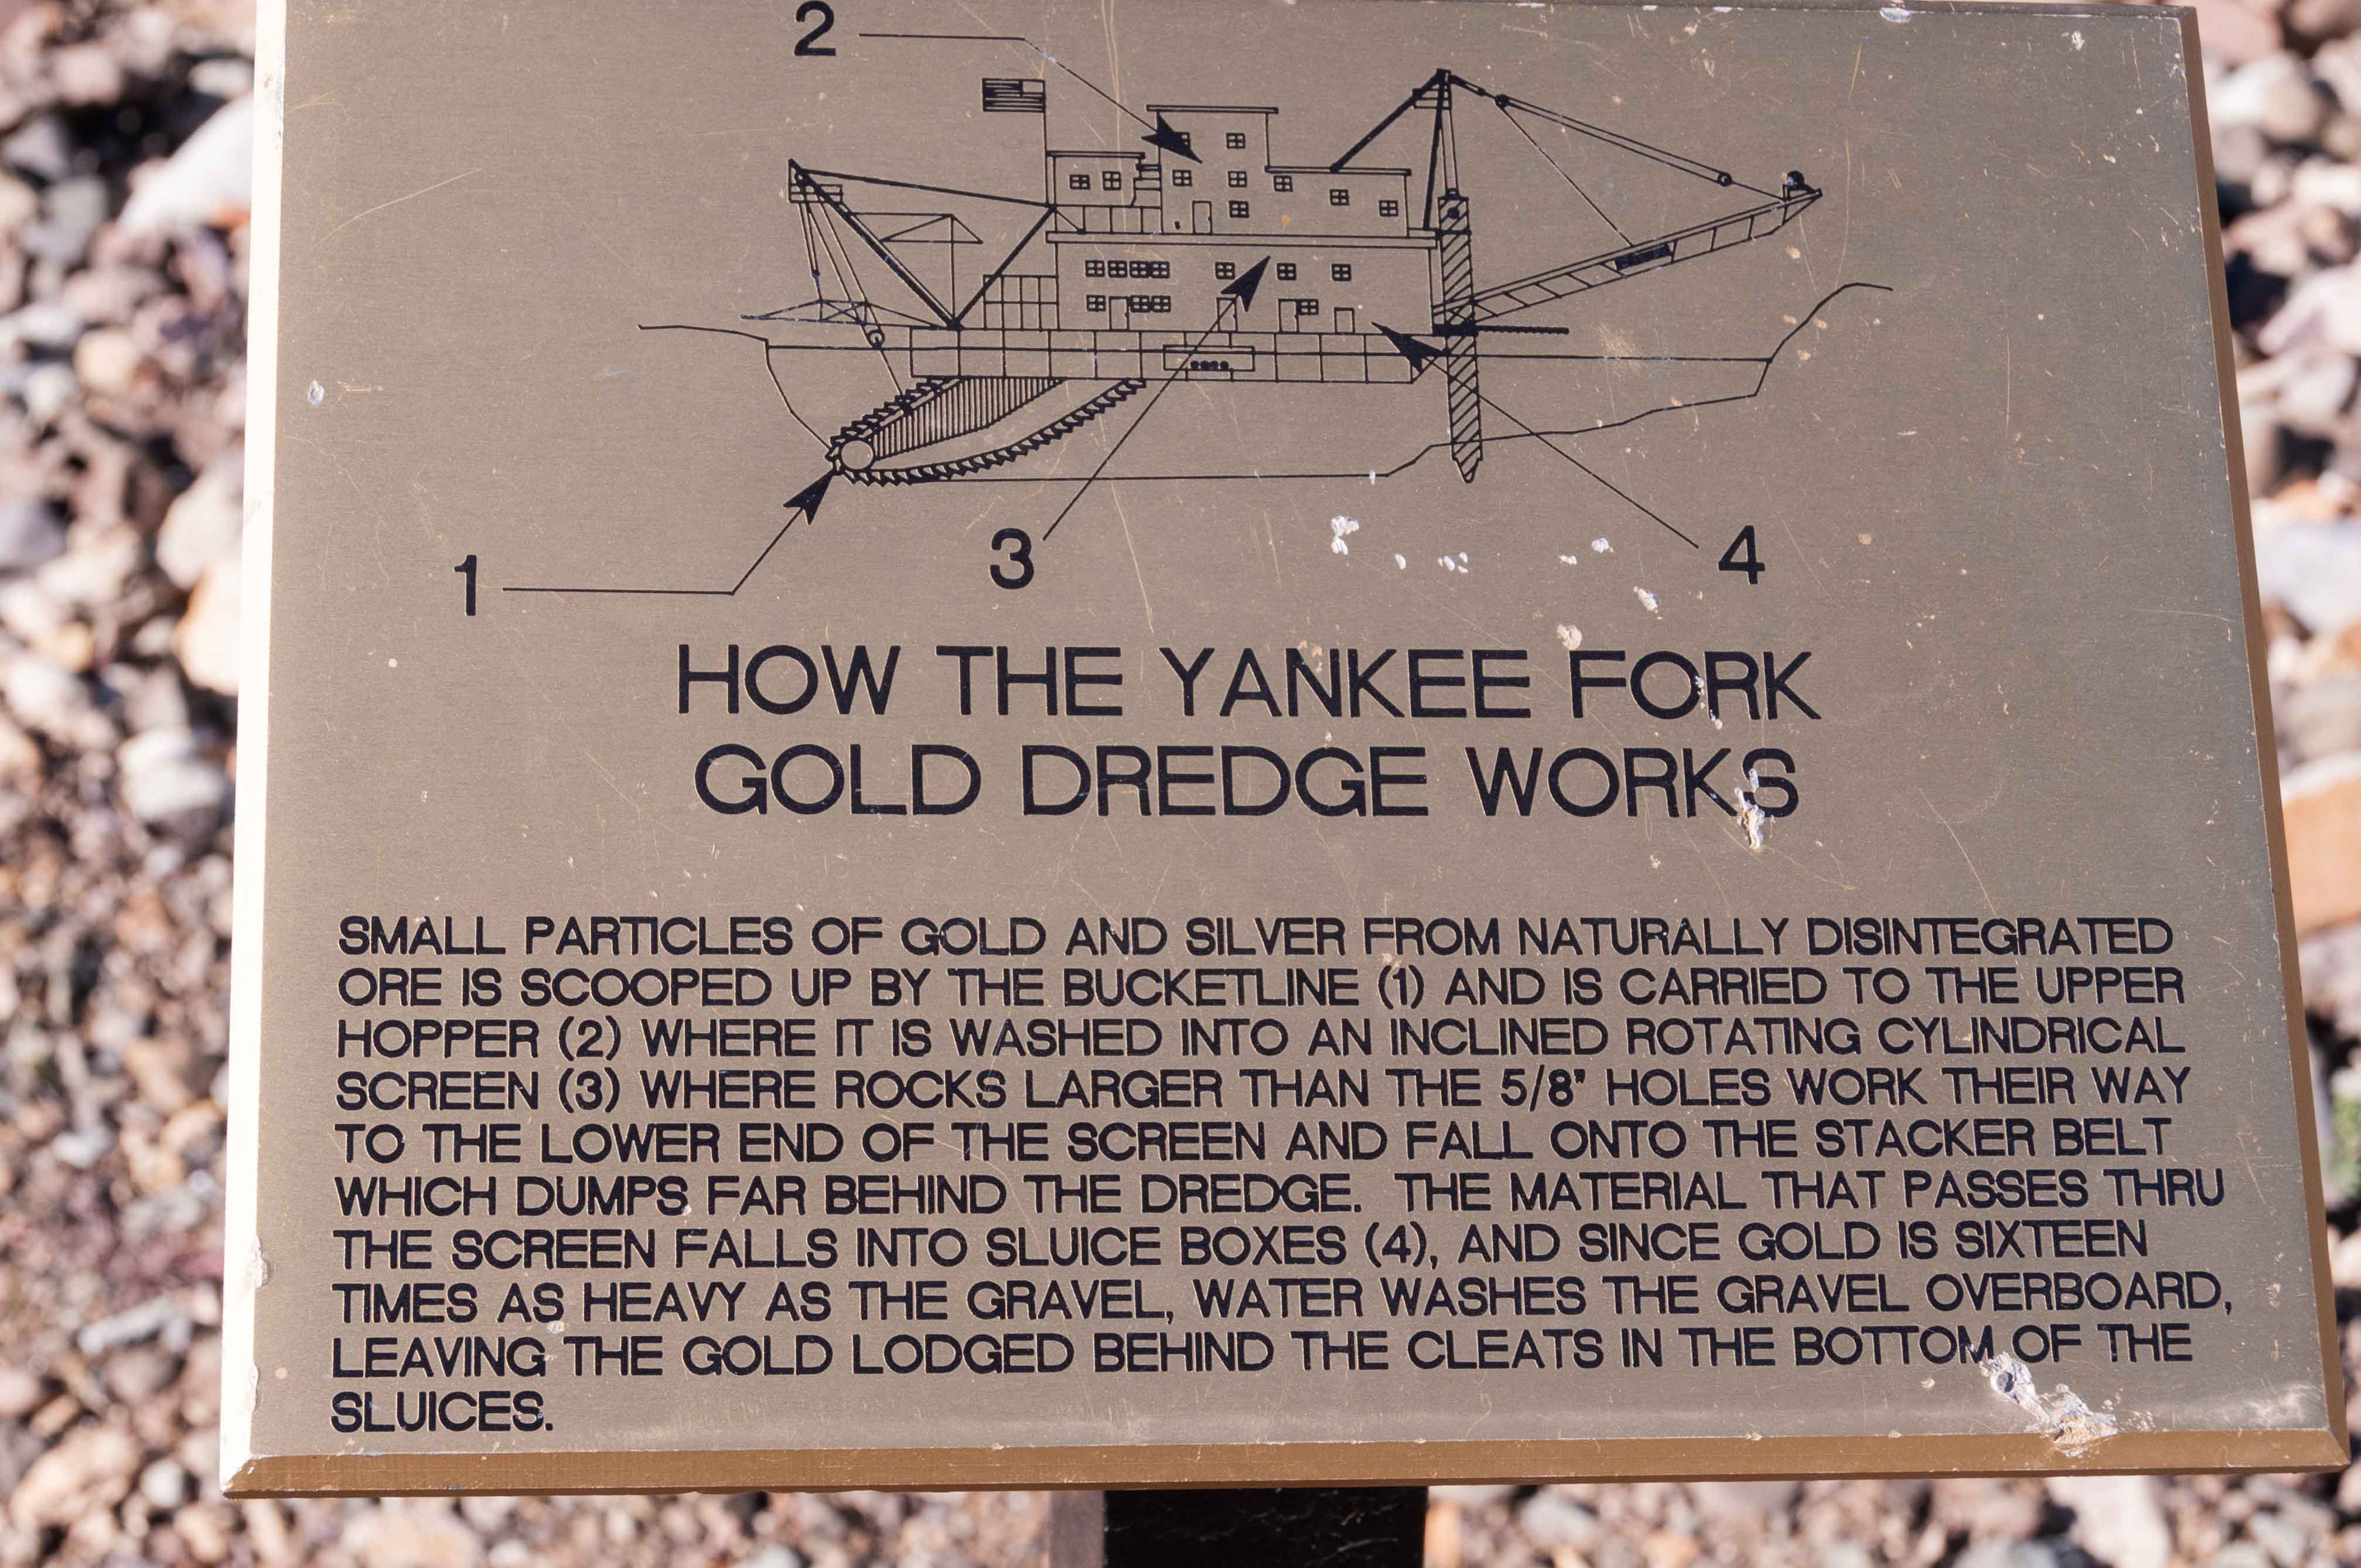 2
3
4
1
HOW THE YANKEE FORK
GOLD DREDGE WORKS
SMALL PARTICLES OF GOLD AND SILVER FROM NATURALLY DISINTEGRATED
ORE IS SCOOPED UP BY THE BUCKETLINE (1) AND IS CARRIED TO THE UPPER
HOPPER (2) WHERE IT IS WASHED INTO AN INCLINED ROTATING CYLINDRICAL
SCREEN (3) WHERE ROCKS LARGER THAN THE 5/8" HOLES WORK THEIR WAY
TO THE LOWER END OF THE SCREEN AND FALL ONTO THE STACKER BELT
WHICH DUMPS FAR BEHIND THE DREDGE. THE MATERIAL THAT PASSES THRU
THE SCREEN FALLS INTO SLUICE BOXES (4), AND SINCE GOLD IS SIXTEEN
TIMES AS HEAVY AS THE GRAVEL, WATER WASHES THE GRAVEL OVERBOARD,
LEAVING THE GOLD LODGED BEHIND THE CLEATS IN THE BOTTOM OF THE
SLUICES.